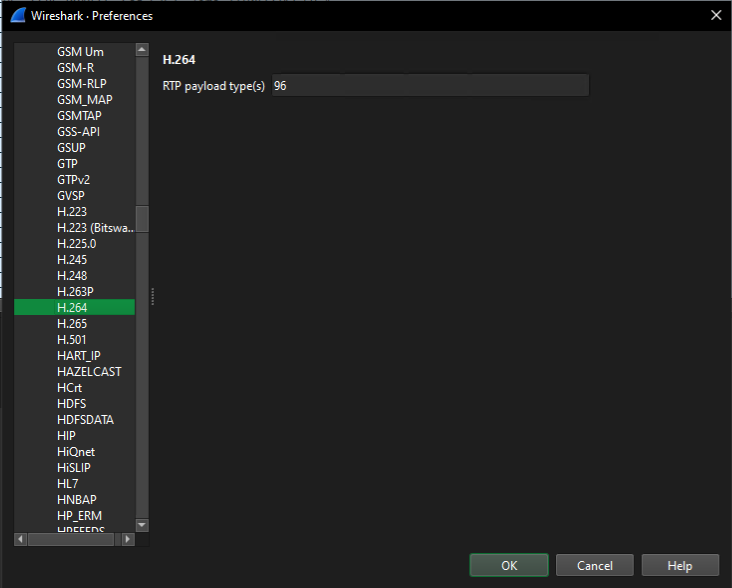 Wireshark · Preferences
GSM Um
GSM-R
GSM-RLP
GSM_MAP
GSMTAP
GSS-API
GSUP
GTP
GTPv2
GVSP
H.223
H.223 (Bitswa...
H.225.0
H.245
H.248
H.263P
H.264
H.265
H.501
HART_IP
HAZELCAST
HCrt
HDFS
HDFSDATA
HIP
HiQnet
HiSLIP
HL7
HNBAP
HP_ERM
HPFEEDS
H.264
RTP payload type(s) 96
OK Cancel Help